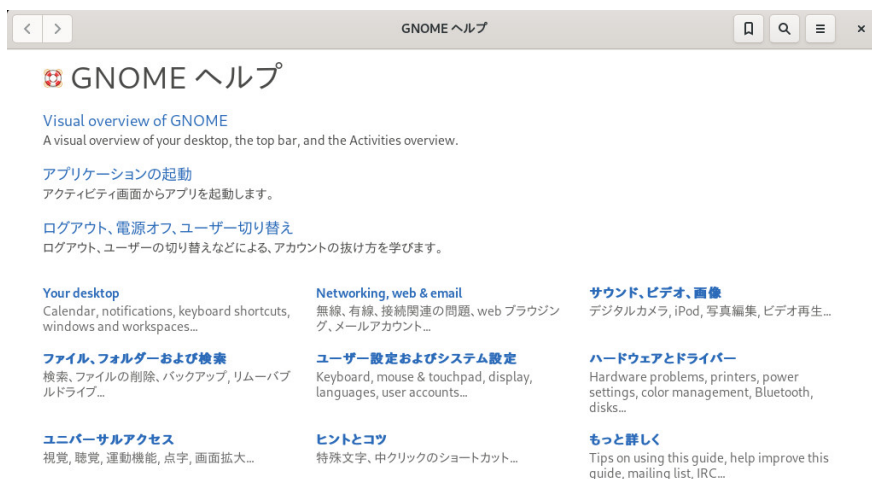 GNOME ヘルプ
GNOME ヘルプ
Visual overview of GNOME
A visual overview of your desktop, the top bar, and the Activities overview.
アプリケーションの起動
アクティビティ画面からアプリを起動します。
ログアウト、電源オフ、ユーザー切り替え
ログアウト、ユーザーの切り替えなどによる、アカウントの抜け方を学びます。
Your desktop
Calendar, notifications, keyboard shortcuts,
windows and workspaces…
Networking, web & email
無線、有線、接続関連の問題、web ブラウジン
グ、メールアカウント…
サウンド、ビデオ、画像
デジタルカメラ, iPod, 写真編集, ビデオ再生…
ファイル、フォルダーおよび検索
検索、ファイルの削除、バックアップ, リムーバブ
ルドライブ…
ユーザー設定およびシステム設定
Keyboard, mouse & touchpad, display,
languages, user accounts…
ハードウェアとドライバー
Hardware problems, printers, power
settings, color management, Bluetooth,
disks…
ユニバーサルアクセス
視覚, 聴覚, 運動機能, 点字, 画面拡大…
ヒントとコツ
特殊文字、中クリックのショートカット…
もっと詳しく
Tips on using this guide, help improve this
guide, mailing list, IRC…